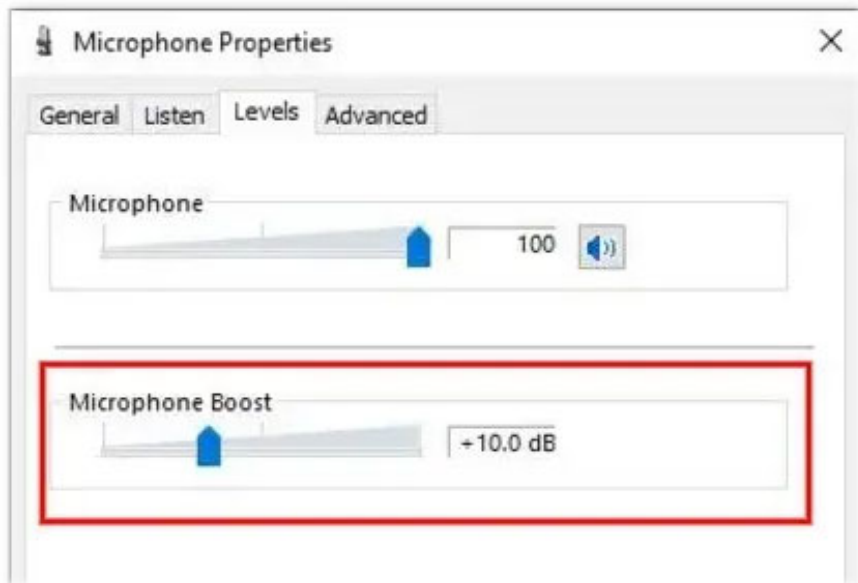 Microphone Properties
General Listen Levels Advanced
Microphone
100
Microphone Boost
+10.0 dB